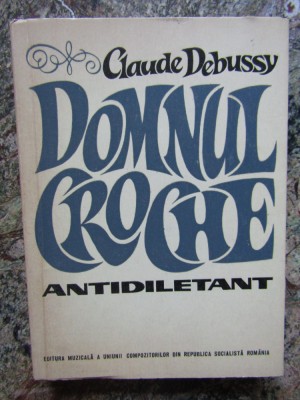 Claude Debussy
DOMNUL
CROCHE
ANTIDILETANT
EDITURA MUZICALĂ A UNIUNII COMPOZITORILOR DIN REPUBLICA SOCIALISTĂ ROMÂNIA